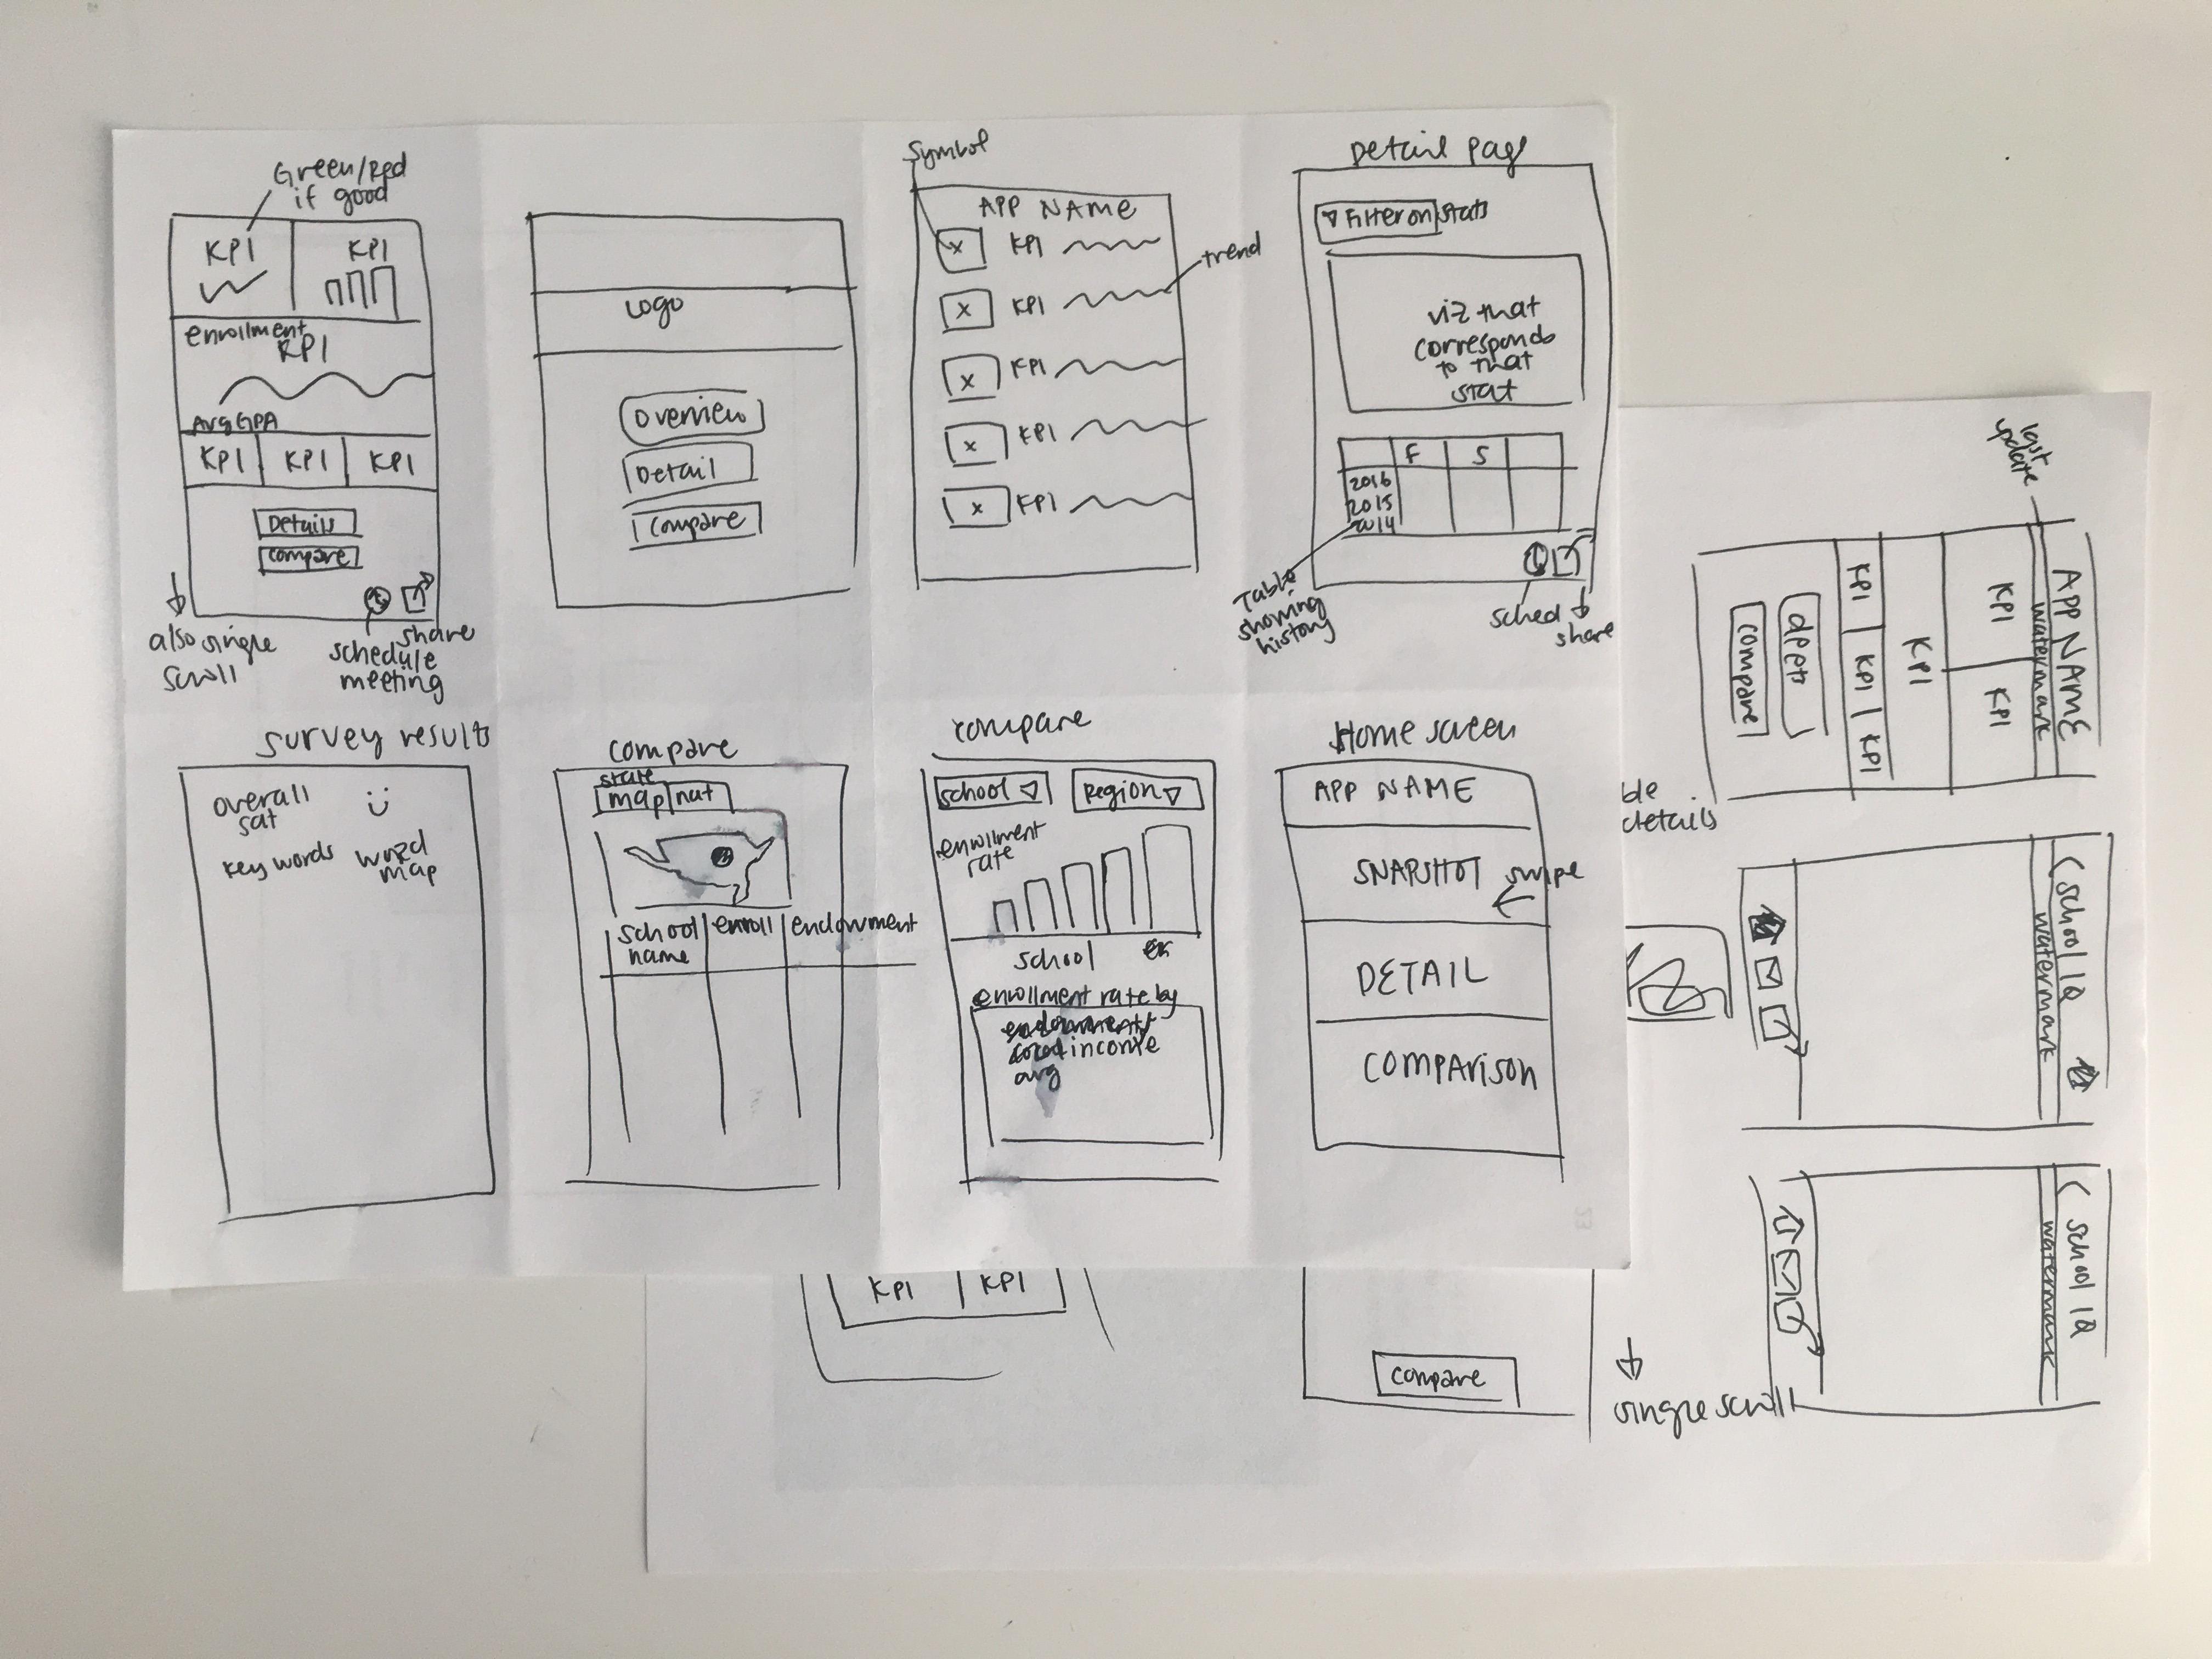 Green/Red
if good
KPI
KPI
enrollment
KPI
Avg GPA
KPI
KPI
KPI
Details
compare
also single
scroll
share
schedule
meeting
Logo
Overview
Detail
Compare
Symbol
APP NAME
X KPI
X KPI
X KPI
X KPI
X KPI
trend
Detail page
Filter on stats
viz that
corresponds
to that
stat
F S
2016
2015
2014
Table
showing
history
sched
share
survey results
overall
sat
key words
word
map
compare
state
map nat
school
name
enroll
endowment
compare
school
Region
enrollment
rate
school
enrollment rate by
income
avg
Home screen
APP NAME
SNAPSHOT
swipe
DETAIL
COMPARISON
last
update
APP NAME
watermark
KPI
KPI
KPI
KPI
KPI
KPI
compare
details
( school IQ
watermark
( school IQ
watermark
KPI
KPI
compare
single scroll